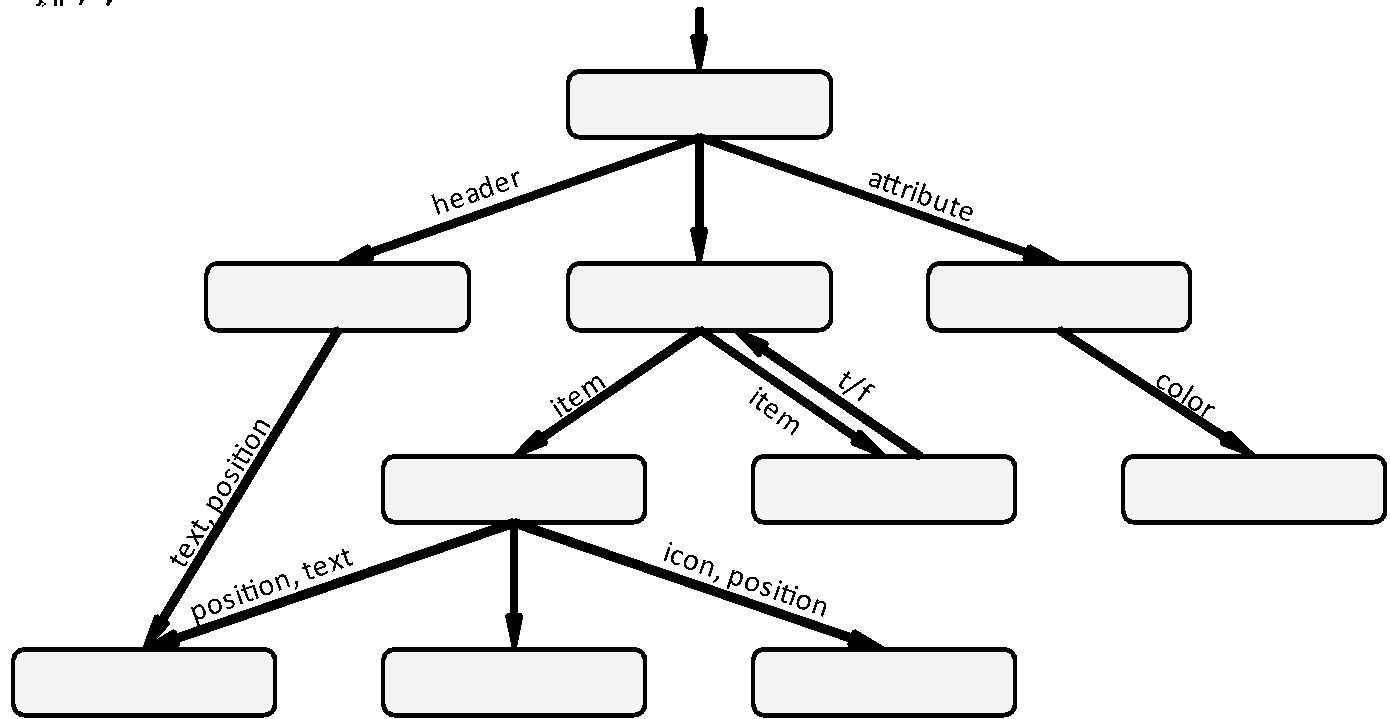 header
attribute
item
item
t/f
color
text, position
position, text
icon, position